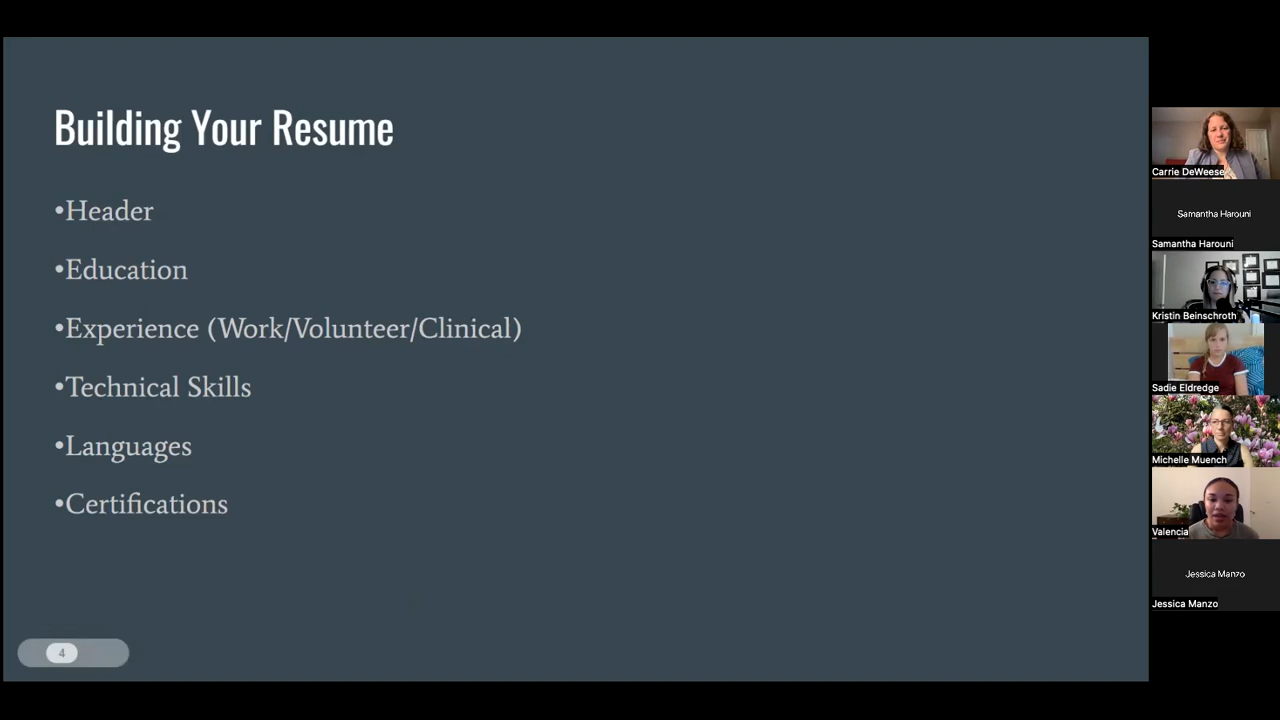 Building Your Resume
•Header
•Education
•Experience (Work/Volunteer/Clinical)
•Technical Skills
•Languages
•Certifications
4
Carrie DeWeese
Samantha Harouni
Samantha Harouni
Kristin Beinschroth
Sadie Eldredge
Michelle Muench
Valencia
Jessica Manzo
Jessica Manzo